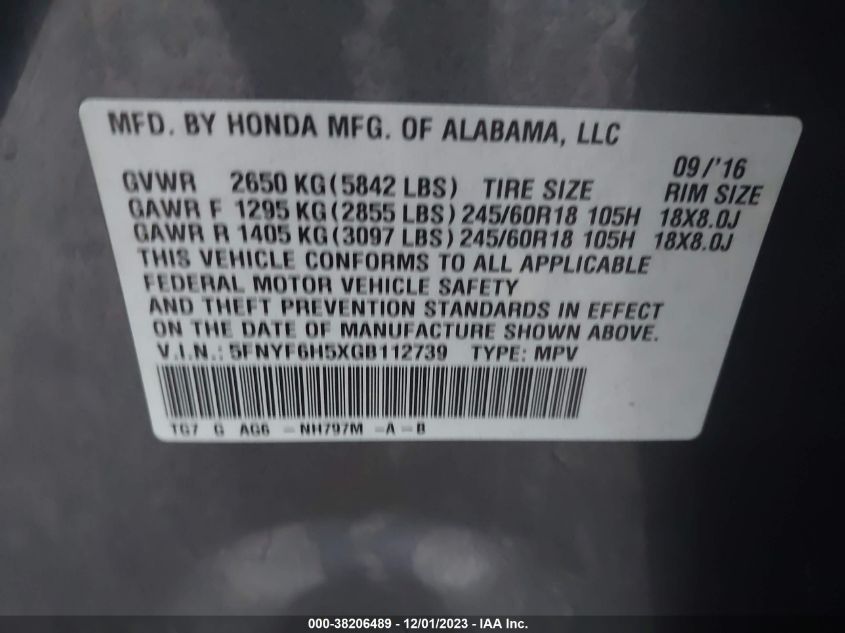 MFD. BY HONDA MFG. OF ALABAMA, LLC
09/'16
GVWR 2650 KG(5842 LBS) TIRE SIZE RIM SIZE
GAWR F 1295 KG(2855 LBS)245/60R18 105H 18X8.0J
GAWR R 1405 KG(3097 LBS)245/60R18 105H 18X8.0J
THIS VEHICLE CONFORMS TO ALL APPLICABLE
FEDERAL MOTOR VEHICLE SAFETY
AND THEFT PREVENTION STANDARDS IN EFFECT
ON THE DATE OF MANUFACTURE SHOWN ABOVE.
V.I.N.: 5FNYF6H5XGB112739 TYPE: MPV
TG7 G AG6 -NH797M -A-B
000-38206489 - 12/01/2023 - IAA Inc.